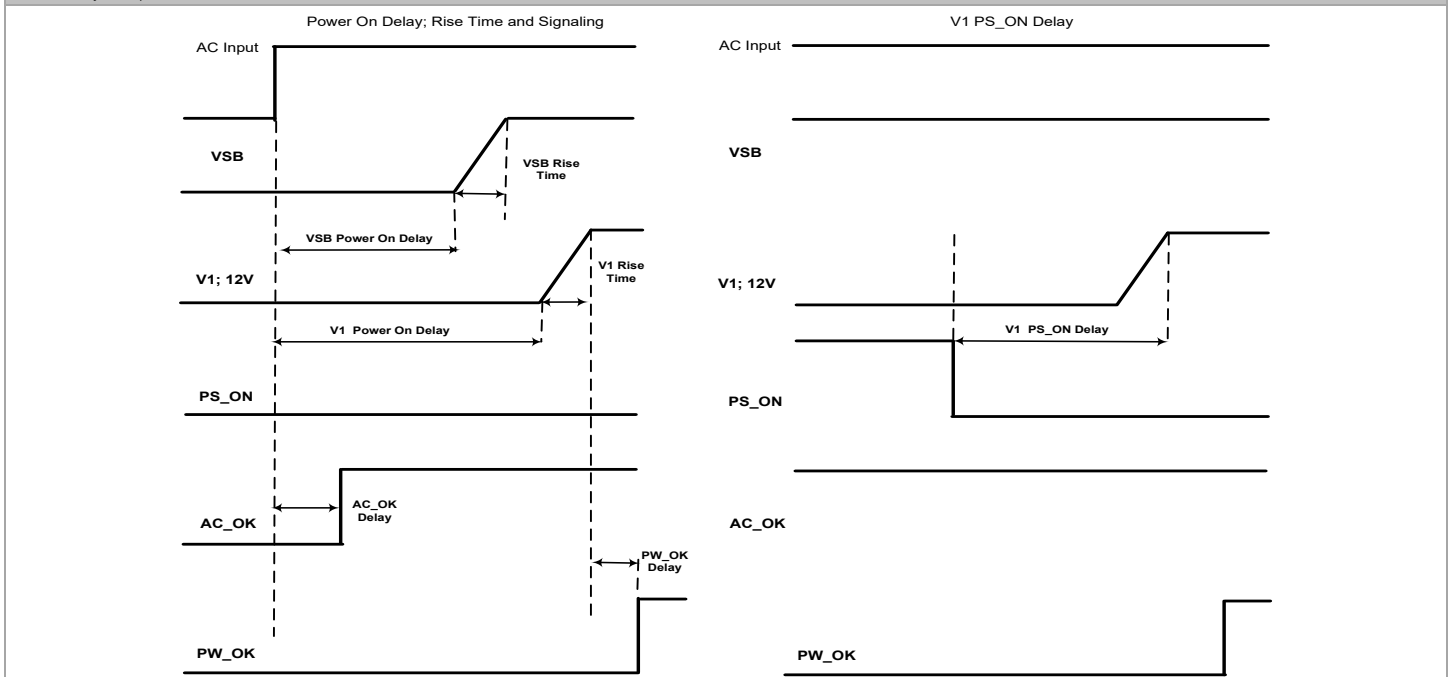 Power On Delay; Rise Time and Signaling
AC Input
VSB
VSB Rise
Time
VSB Power On Delay
V1; 12V
V1 Rise
Time
V1 Power On Delay
PS_ON
AC_OK
AC_OK
Delay
PW_OK
Delay
PW_OK
V1 PS_ON Delay
AC Input
VSB
V1; 12V
V1 PS_ON Delay
PS_ON
AC_OK
PW_OK